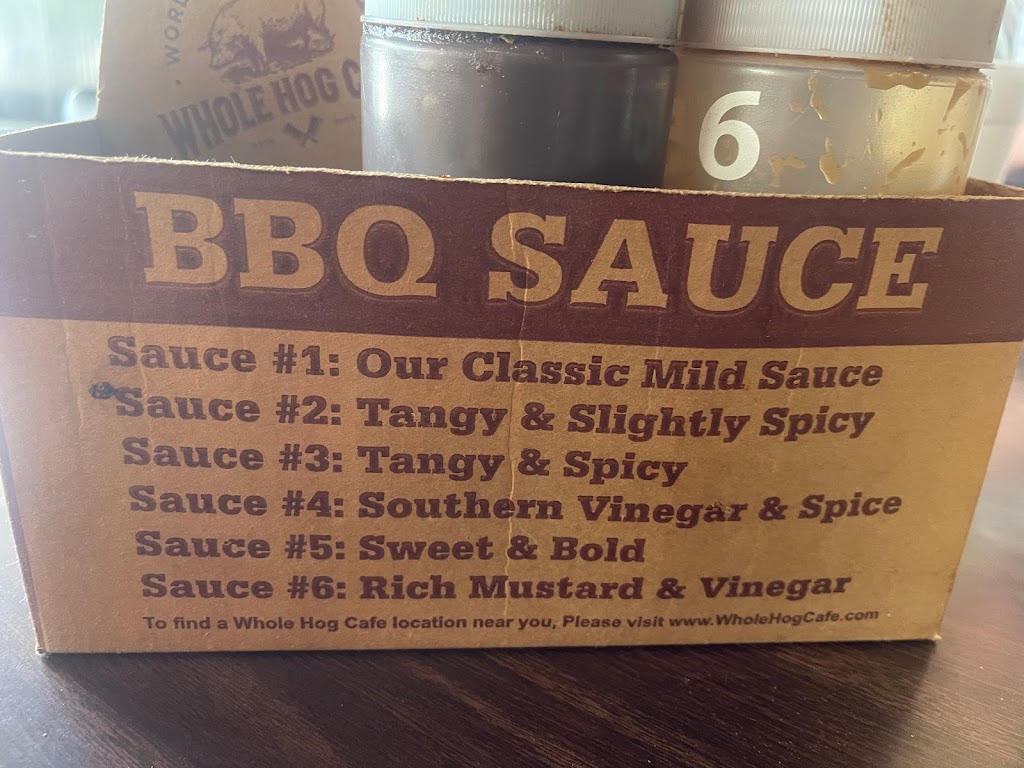 WHOLE HOG
6
BBQ SAUCE
Sauce #1: Our Classic Mild Sauce
Sauce #2: Tangy & Slightly Spicy
Sauce #3: Tangy & Spicy
Sauce #4: Southern Vinegar & Spice
Sauce #5: Sweet & Bold
Sauce #6: Rich Mustard & Vinegar
To find a Whole Hog Cafe location near you, Please visit www.WholeHogCafe.com